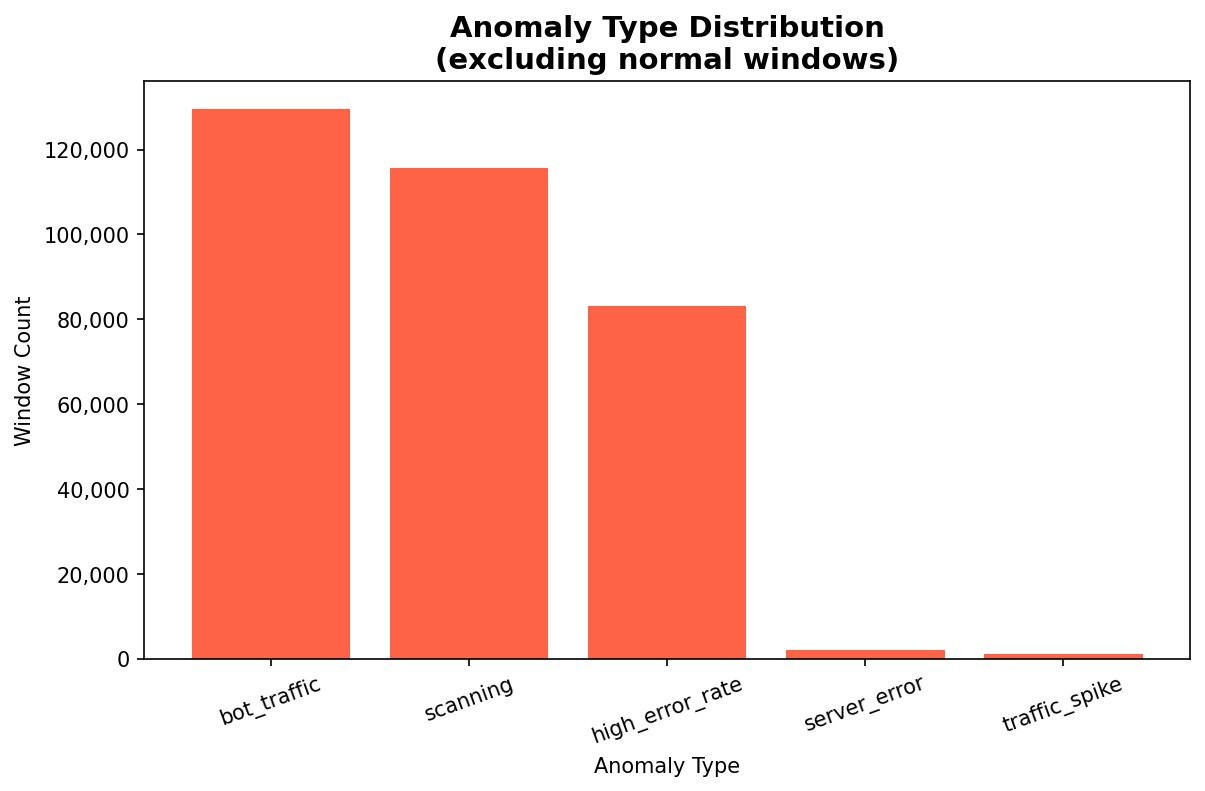 Anomaly Type Distribution
(excluding normal windows)
Window Count
120,000
100,000
80,000
60,000
40,000
20,000
0
bot_traffic
scanning
high_error_rate
server_error
traffic_spike
Anomaly Type